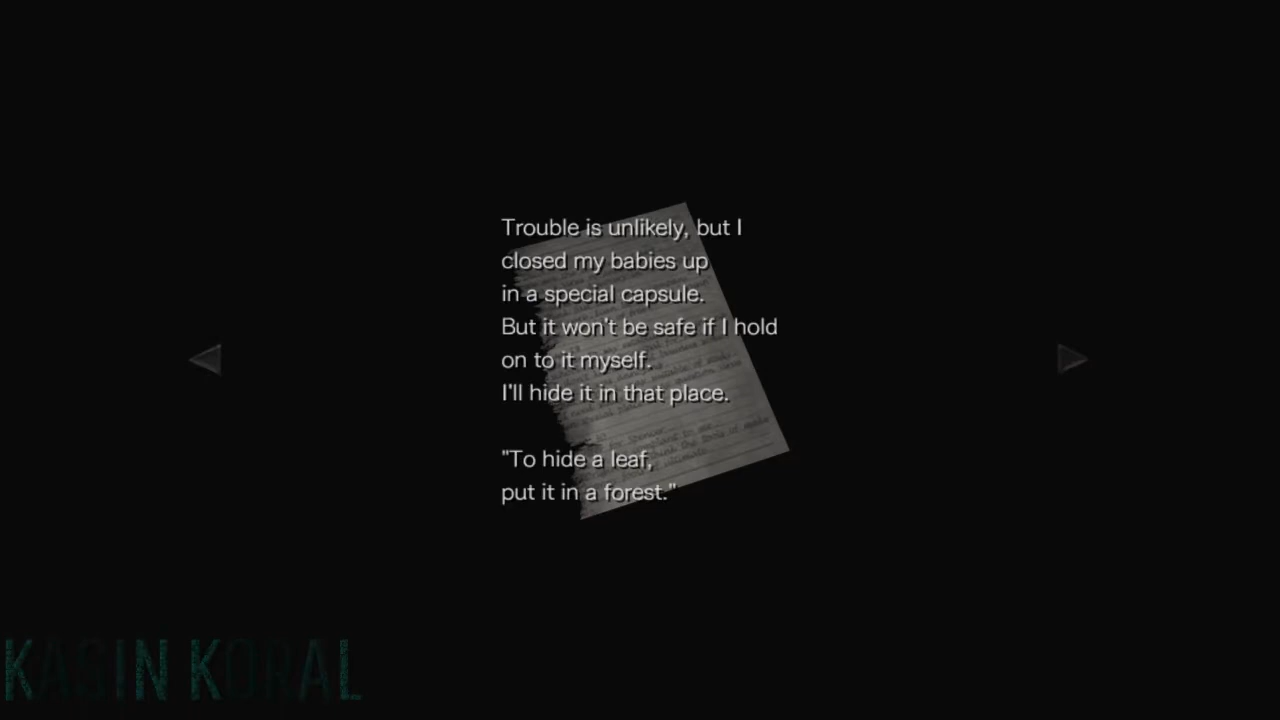 Trouble is unlikely, but I
closed my babies up
in a special capsule.
But it won't be safe if I hold
on to it myself.
I'll hide it in that place.
"To hide a leaf,
put it in a forest."
KAGIN KORAL